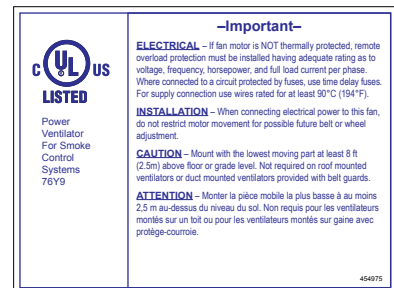 c UL US
LISTED
Power
Ventilator
For Smoke
Control
Systems
76Y9
–Important–
ELECTRICAL – If fan motor is NOT thermally protected, remote
overload protection must be installed having adequate rating as to
voltage, frequency, horsepower, and full load current per phase.
Where connected to a circuit protected by fuses, use time delay fuses.
For supply connection use wires rated for at least 90°C (194°F).
INSTALLATION – When connecting electrical power to this fan,
do not restrict motor movement for possible future belt or wheel
adjustment.
CAUTION – Mount with the lowest moving part at least 8 ft
(2.5m) above floor or grade level. Not required on roof mounted
ventilators or duct mounted ventilators provided with belt guards.
ATTENTION – Monter la pièce mobile la plus basse à au moins
2,5 m au-dessus du niveau du sol. Non requis pour les ventilateurs
montés sur un toit ou pour les ventilateurs montés sur gaine avec
protège-courroie.
454975